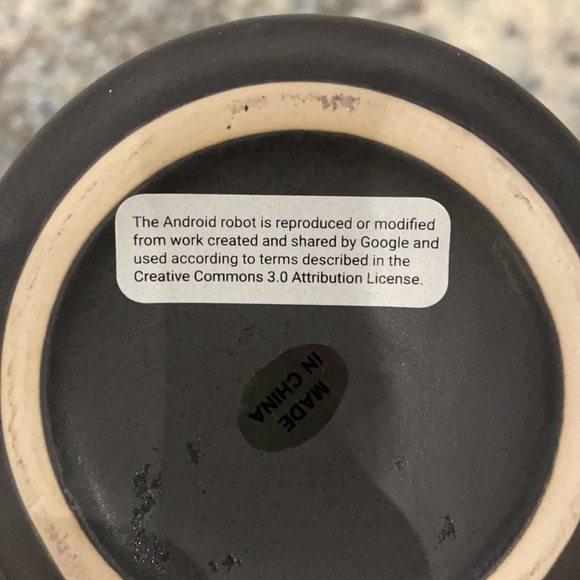 The Android robot is reproduced or modified
from work created and shared by Google and
used according to terms described in the
Creative Commons 3.0 Attribution License.
MADE
IN CHINA